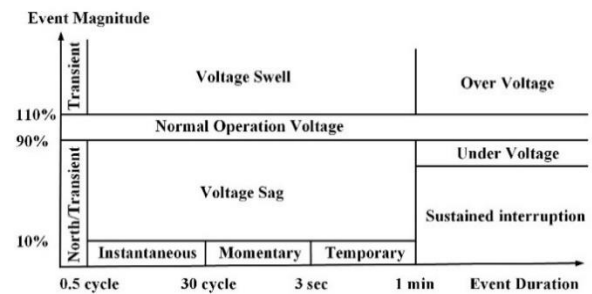 Event Magnitude
Transient
Voltage Swell
Over Voltage
110%
Normal Operation Voltage
90%
Under Voltage
North/Transient
Voltage Sag
Sustained interruption
10%
Instantaneous
Momentary
Temporary
0.5 cycle
30 cycle
3 sec
1 min
Event Duration